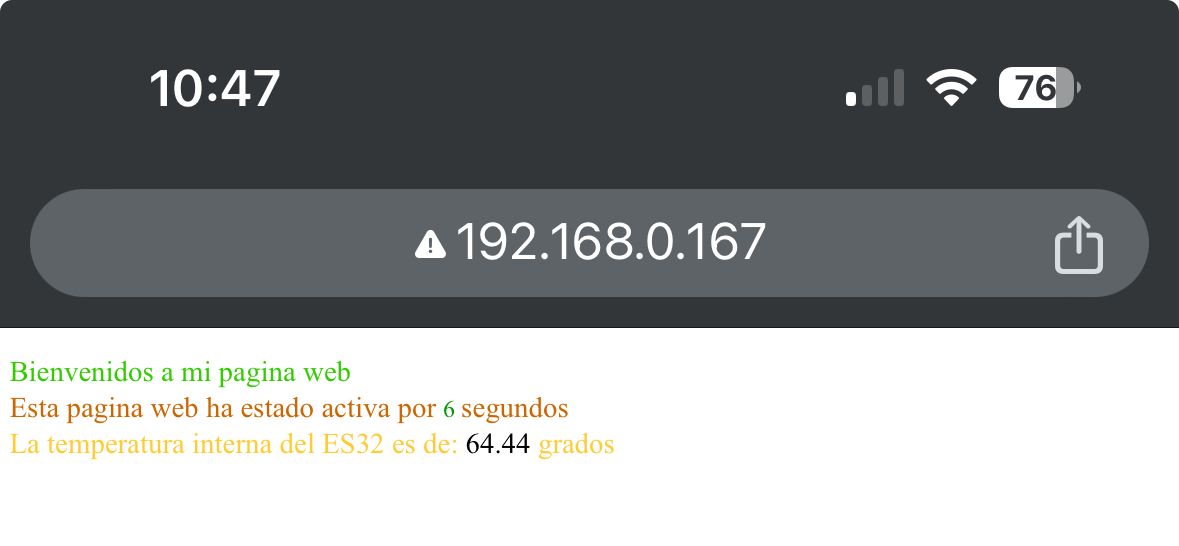 10:47
76
192.168.0.167
Bienvenidos a mi pagina web
Esta pagina web ha estado activa por 6 segundos
La temperatura interna del ES32 es de: 64.44 grados